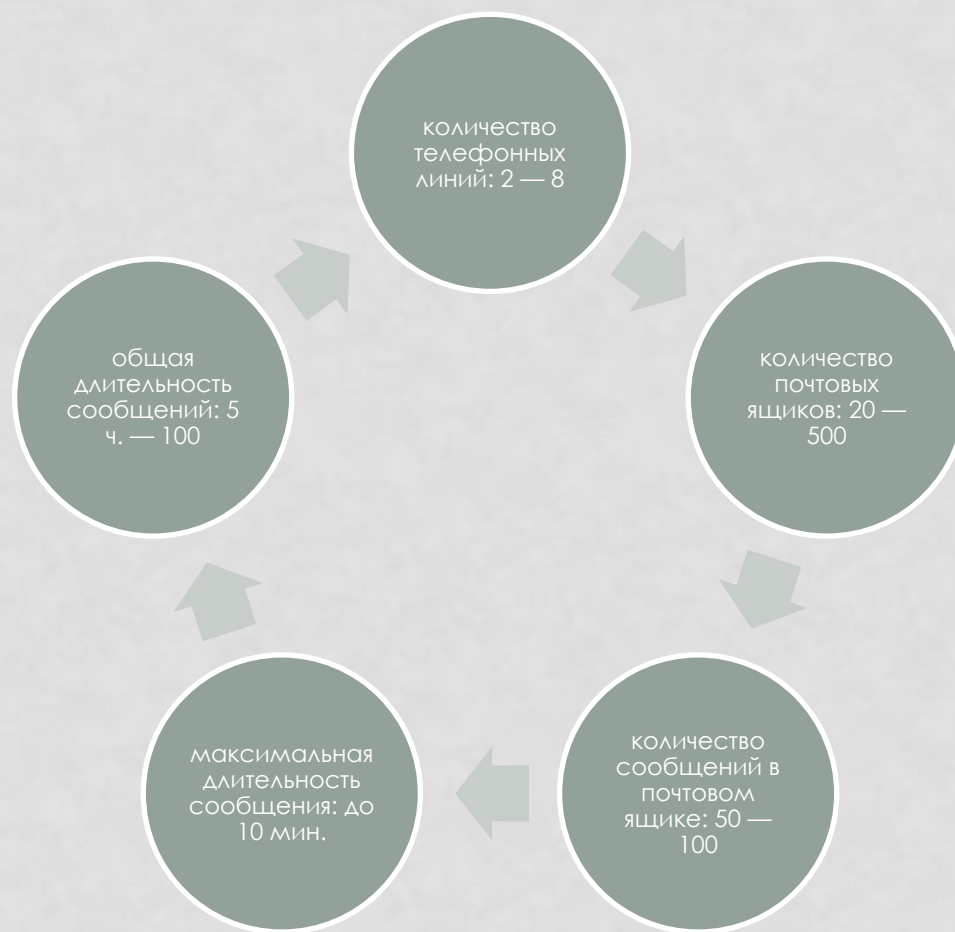 количество
телефонных
линий: 2 — 8
количество
почтовых
ящиков: 20 —
500
количество
сообщений в
почтовом
ящике: 50 —
100
максимальная
длительность
сообщения: до
10 мин.
общая
длительность
сообщений: 5
ч. — 100